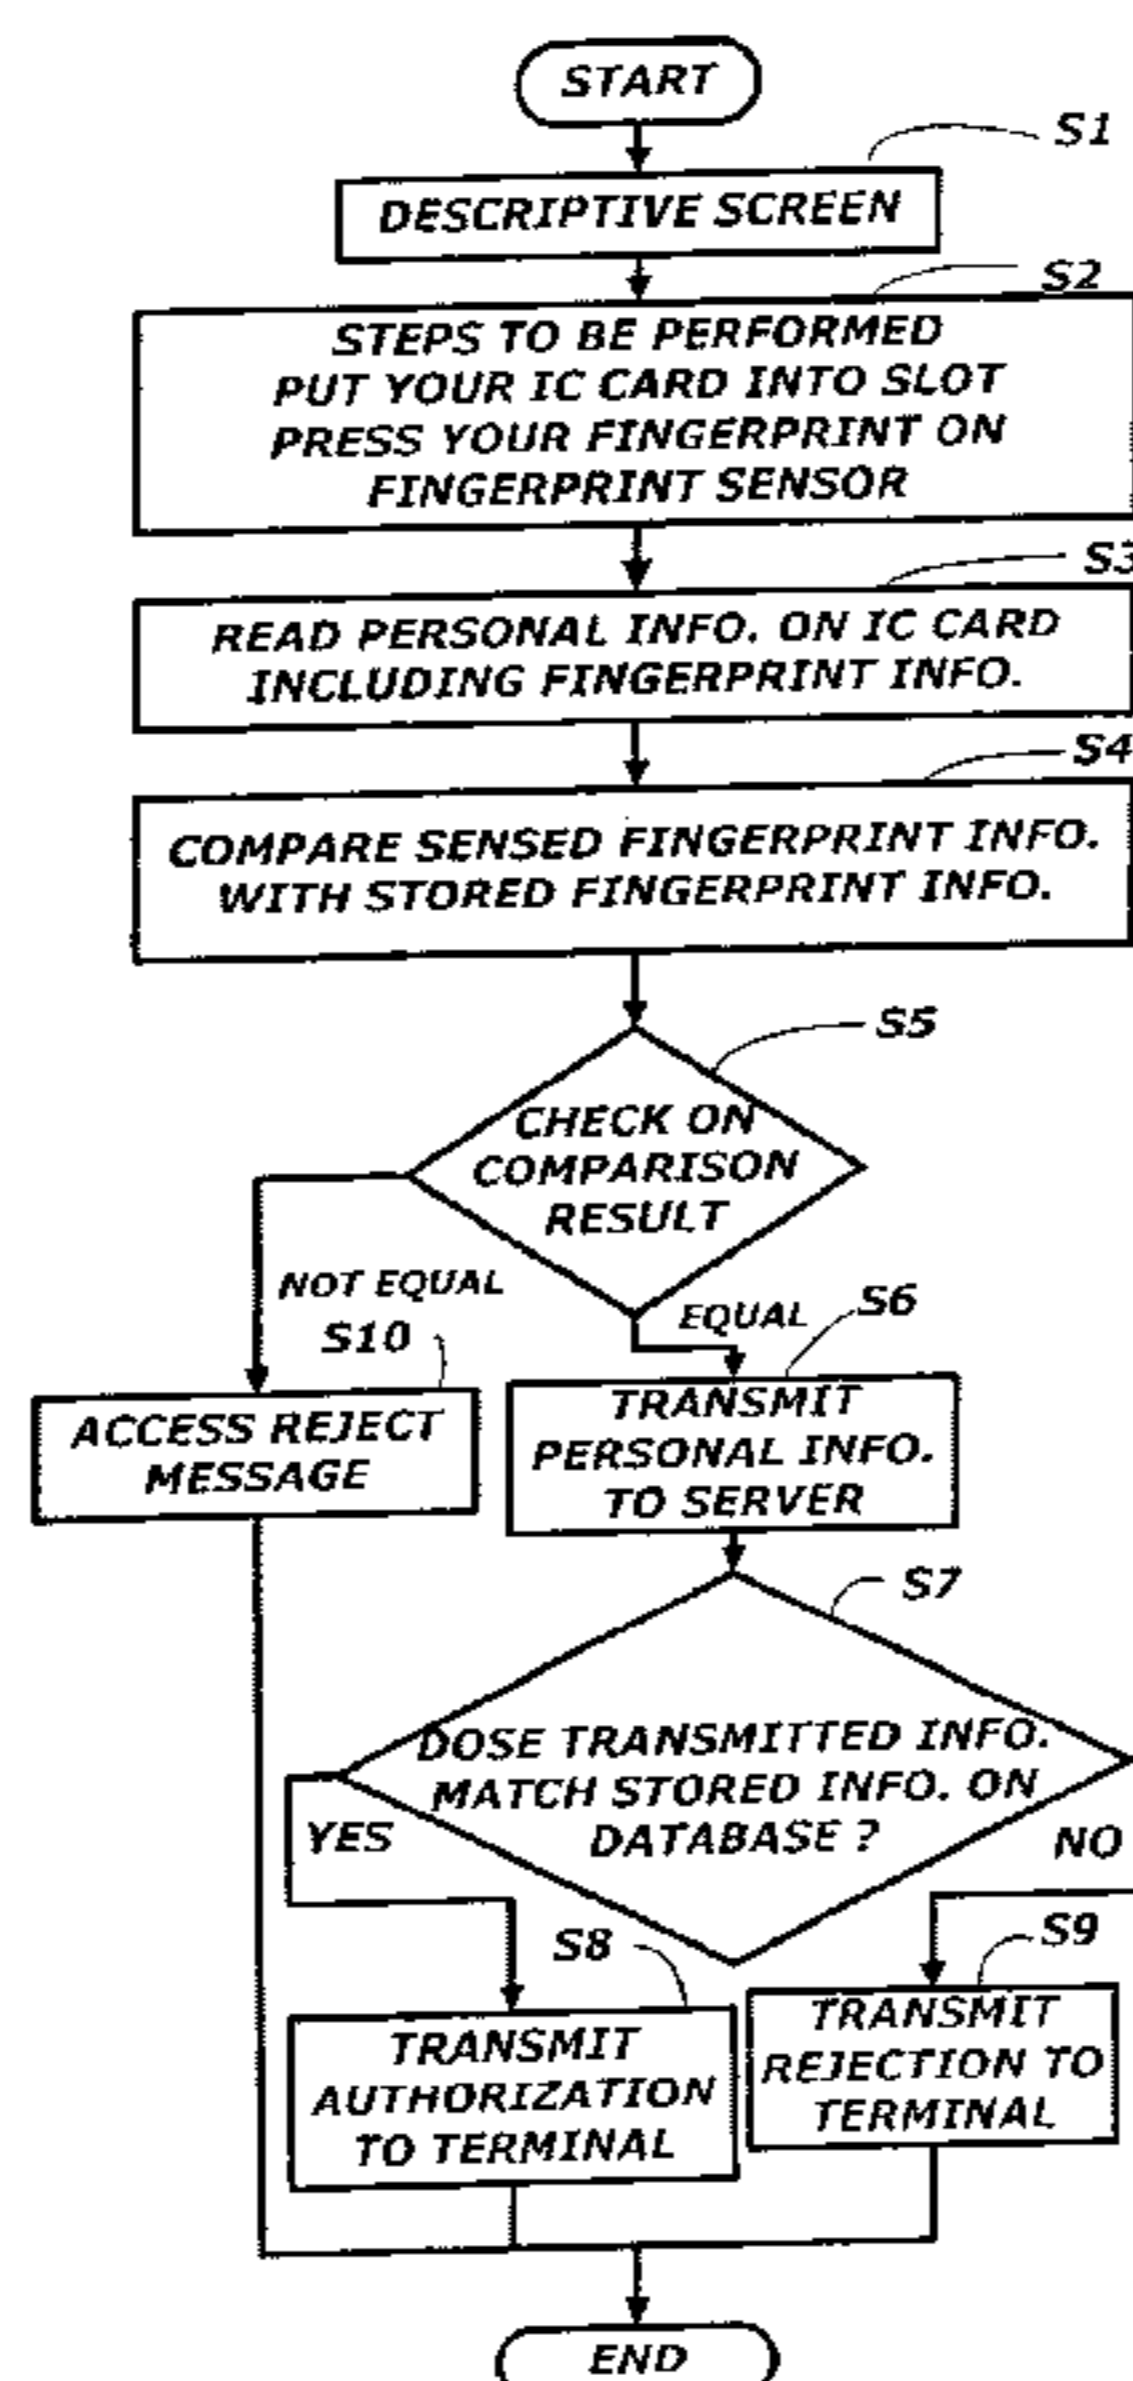 START
S1
DESCRIPTIVE SCREEN
S2
STEPS TO BE PERFORMED
PUT YOUR IC CARD INTO SLOT
PRESS YOUR FINGERPRINT ON
FINGERPRINT SENSOR
S3
READ PERSONAL INFO. ON IC CARD
INCLUDING FINGERPRINT INFO.
S4
COMPARE SENSED FINGERPRINT INFO.
WITH STORED FINGERPRINT INFO.
S5
CHECK ON
COMPARISON
RESULT
NOT EQUAL
EQUAL
S6
S10
ACCESS REJECT
MESSAGE
TRANSMIT
PERSONAL INFO.
TO SERVER
S7
DOSE TRANSMITTED INFO.
MATCH STORED INFO. ON
DATABASE ?
YES
NO
S8
S9
TRANSMIT
AUTHORIZATION
TO TERMINAL
TRANSMIT
REJECTION TO
TERMINAL
END